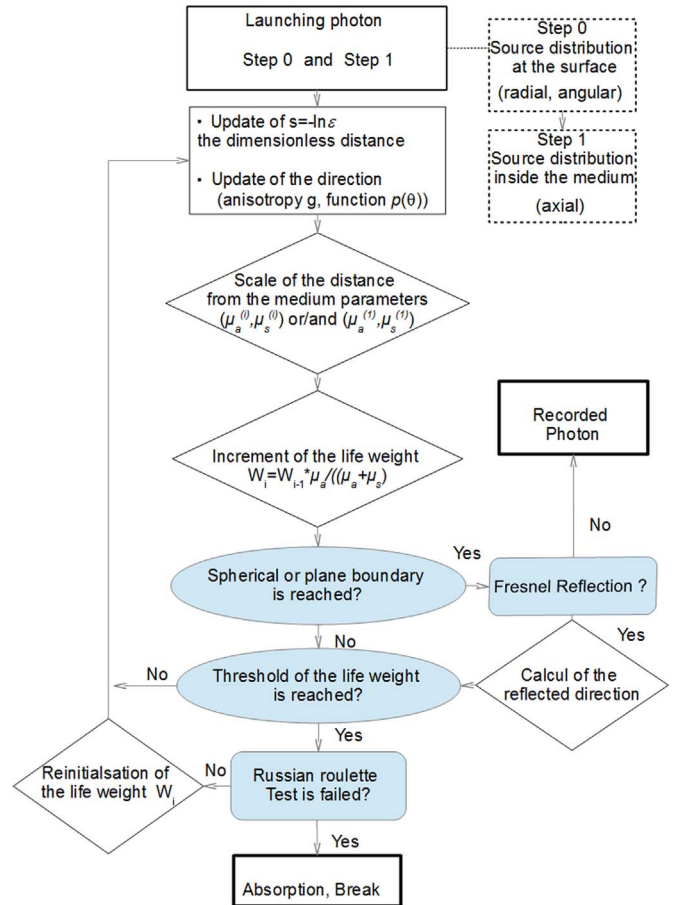 Launching photon
Step 0 and Step 1
Step 0
Source distribution
at the surface
(radial, angular)
Step 1
Source distribution
inside the medium
(axial)
• Update of s=-lnε
the dimensionless distance
• Update of the direction
(anisotropy g, function p(θ))
Scale of the distance
from the medium parameters
(μₐ⁽ⁱ⁾,μₛ⁽ⁱ⁾) or/and (μₐ⁽¹⁾,μₛ⁽¹⁾)
Increment of the life weight
Wᵢ=Wᵢ₋₁*μₐ/((μₐ+μₛ)
Recorded
Photon
No
Yes
Spherical or plane boundary
is reached?
Fresnel Reflection ?
No
Yes
No
Threshold of the life weight
is reached?
Calcul of the
reflected direction
Yes
Reinitialsation of
the life weight Wᵢ
No
Russian roulette
Test is failed?
Yes
Absorption, Break